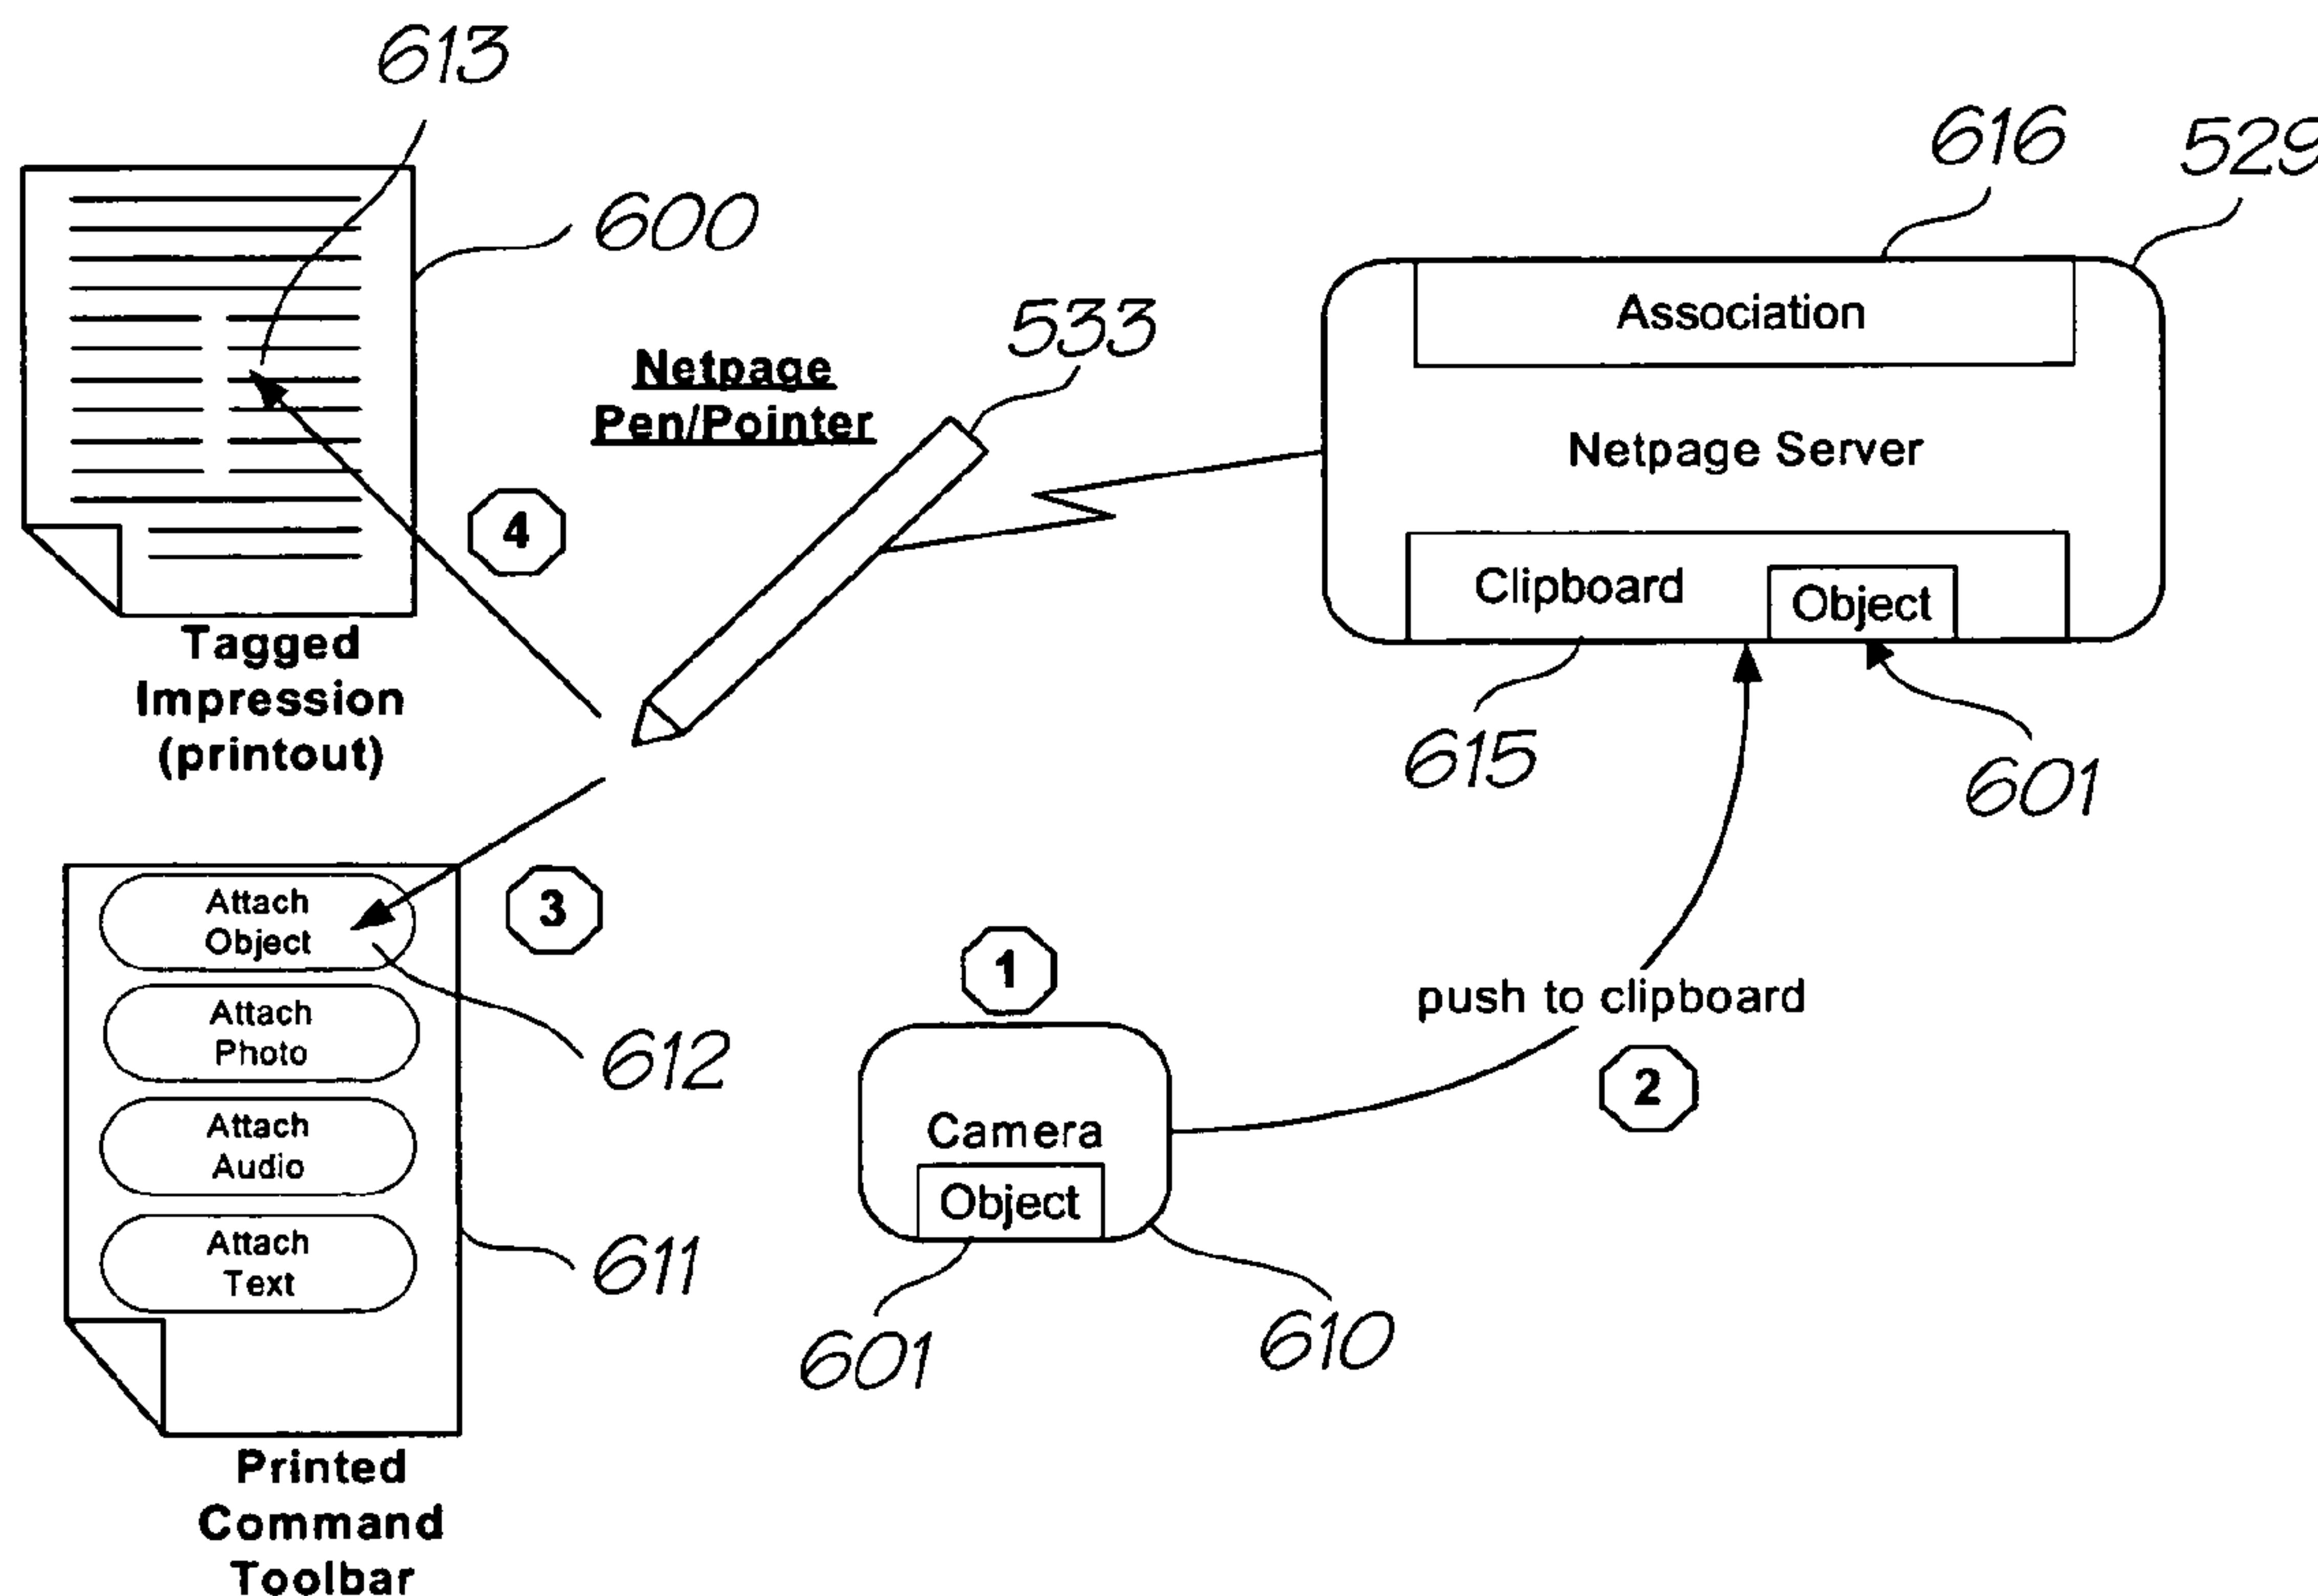 613
616
529
600
533
Association
Netpage
Pen/Pointer
Netpage Server
4
Clipboard
Object
Tagged
Impression
(printout)
615
601
Attach
Object
3
1
push to clipboard
Attach
Photo
612
2
Camera
Attach
Audio
Object
Attach
Text
611
601
610
Printed
Command
Toolbar